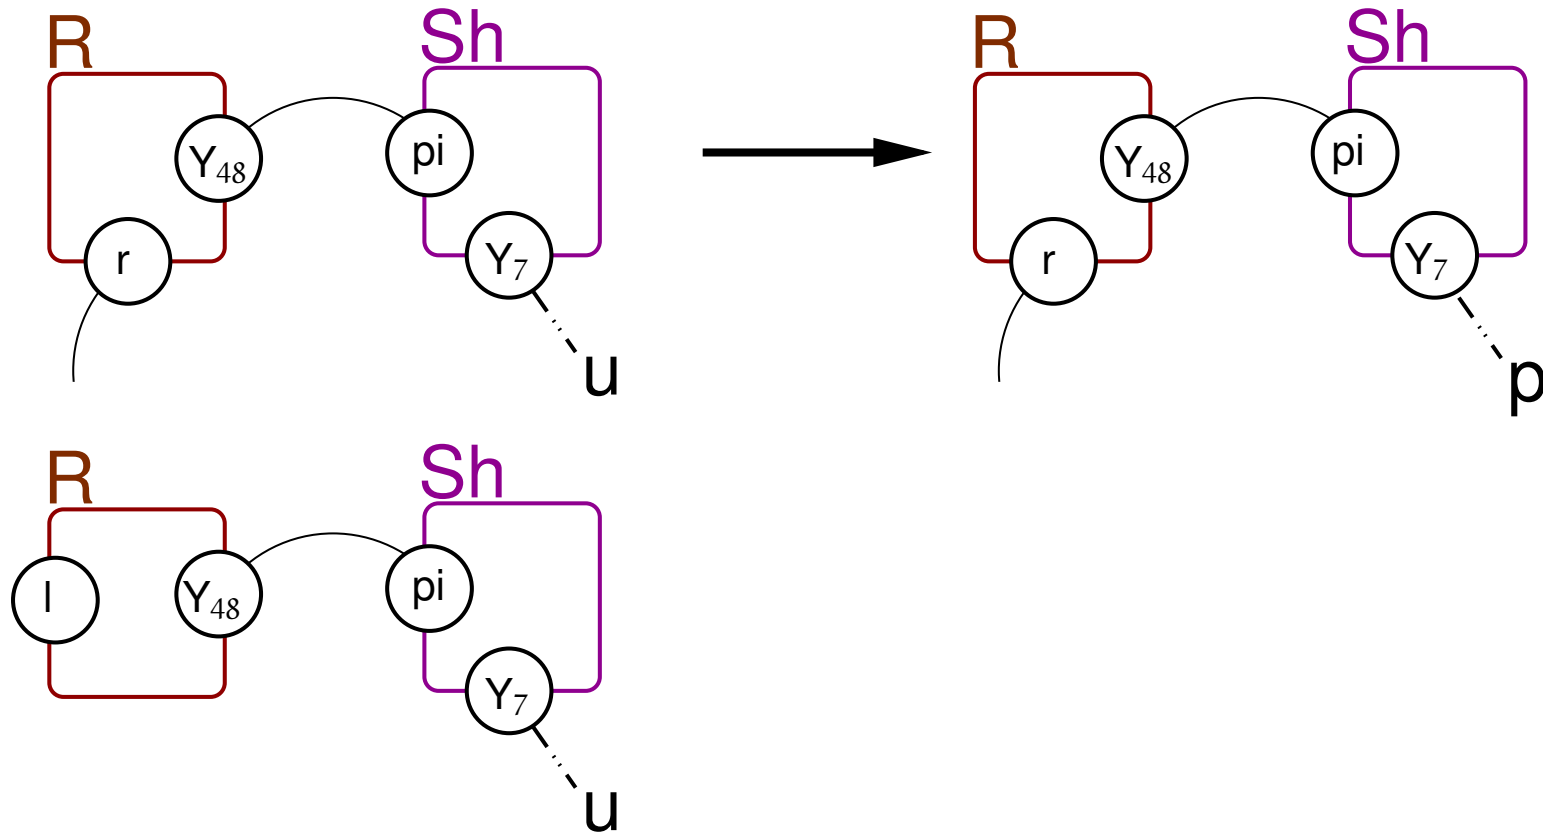 R Sh R Sh
Y48 pi Y48 pi
r Y7 r Y7
u p
R Sh
l Y48 pi
Y7
u